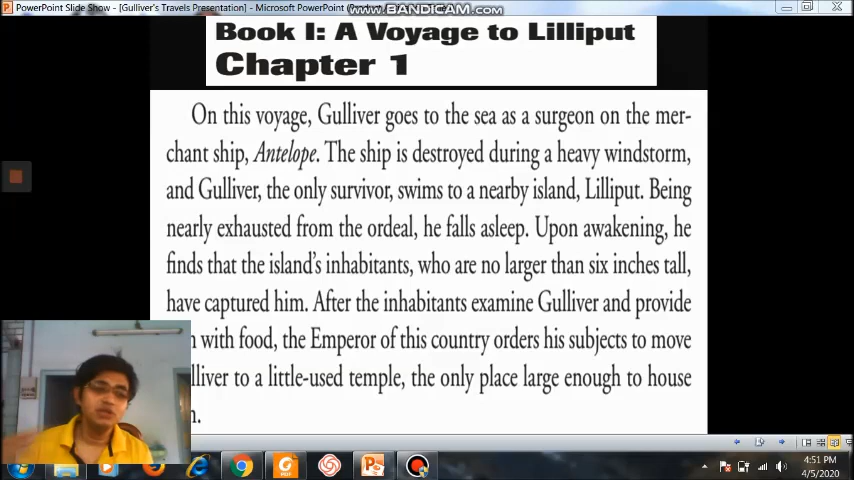 PowerPoint Slide Show - [Gulliver's Travels Presentation] - Microsoft PowerPoint (
www.BANDICAM.com
Book I: A Voyage to Lilliput
Chapter 1
On this voyage, Gulliver goes to the sea as a surgeon on the mer-
chant ship, Antelope. The ship is destroyed during a heavy windstorm,
and Gulliver, the only survivor, swims to a nearby island, Lilliput. Being
nearly exhausted from the ordeal, he falls asleep. Upon awakening, he
finds that the island's inhabitants, who are no larger than six inches tall,
have captured him. After the inhabitants examine Gulliver and provide
with food, the Emperor of this country orders his subjects to move
lliver to a little-used temple, the only place large enough to house
4:51 PM
4/5/2020